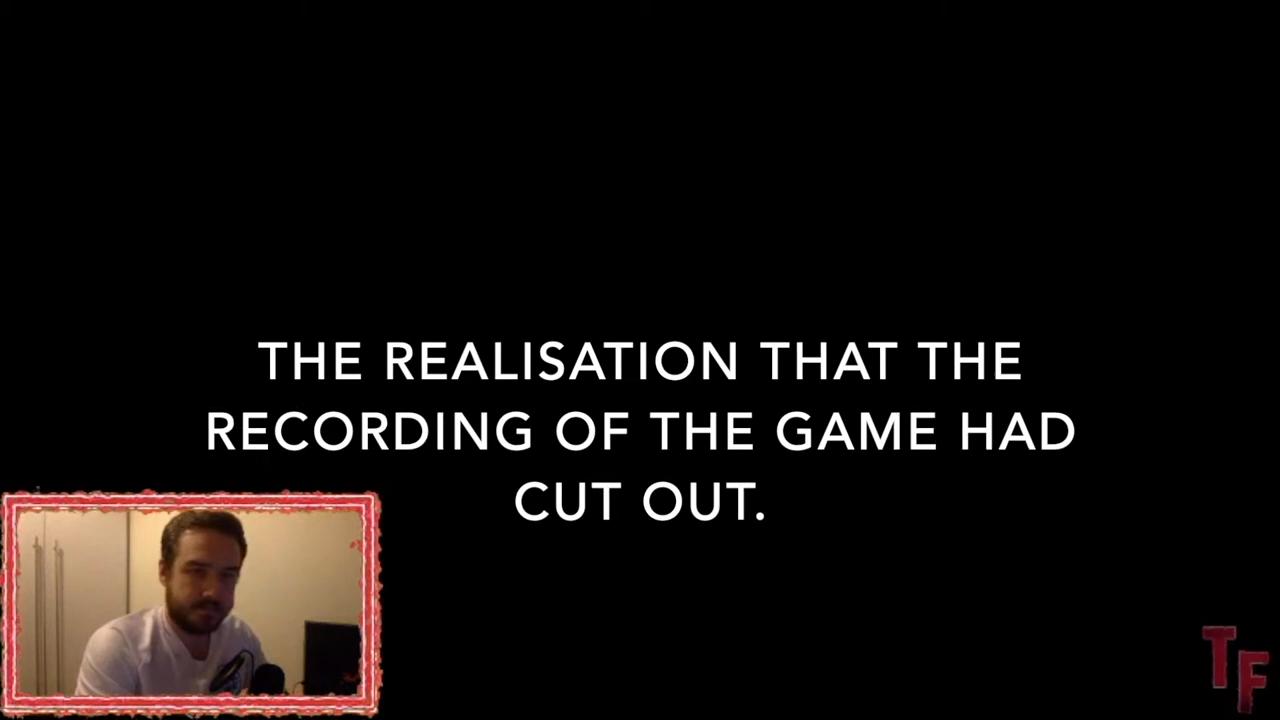 THE REALISATION THAT THE
RECORDING OF THE GAME HAD
CUT OUT.
TF